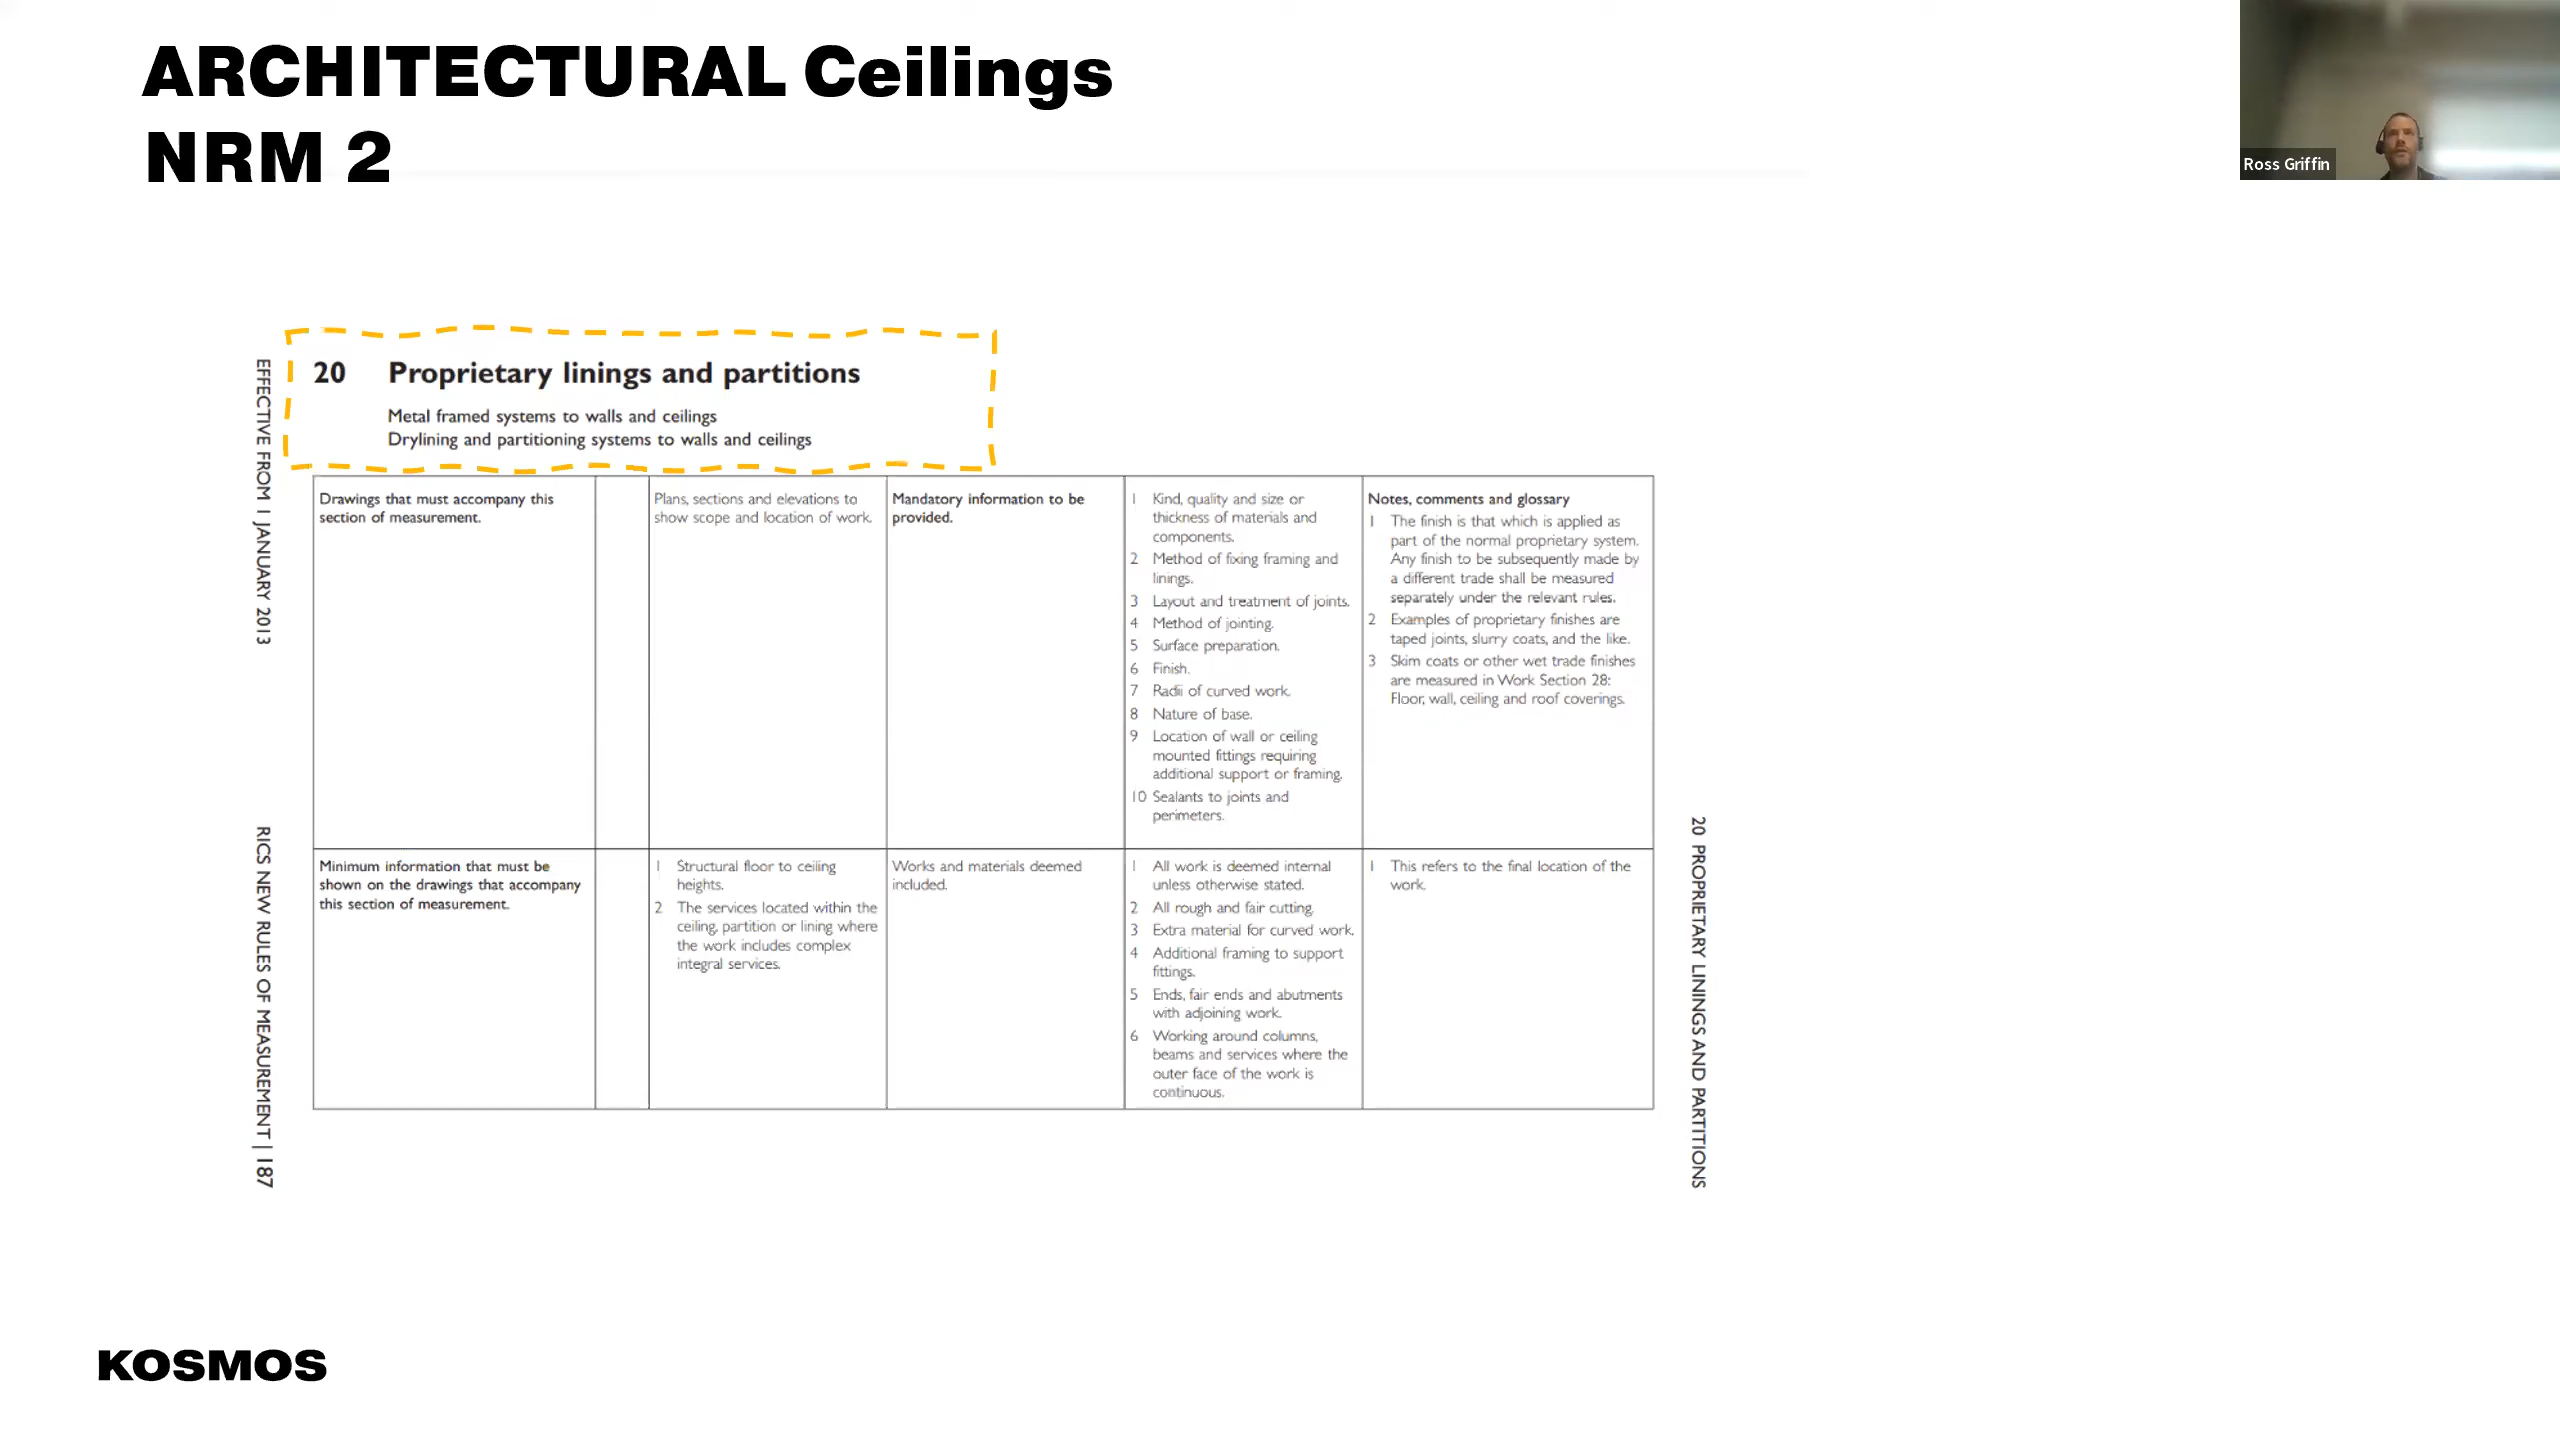 ARCHITECTURAL Ceilings
NRM 2
Ross Griffin
EFFECTIVE FROM 1 JANUARY 2013
RICS NEW RULES OF MEASUREMENT | 187
20 Proprietary linings and partitions
Metal framed systems to walls and ceilings
Drylining and partitioning systems to walls and ceilings
Drawings that must accompany this
section of measurement.
Plans, sections and elevations to
show scope and location of work.
Mandatory information to be
provided.
1 Kind, quality and size or
thickness of materials and
components.
2 Method of fixing framing and
linings.
3 Layout and treatment of joints.
4 Method of jointing.
5 Surface preparation.
6 Finish.
7 Radii of curved work.
8 Nature of base.
9 Location of wall or ceiling
mounted fittings requiring
additional support or framing.
10 Sealants to joints and
perimeters.
Notes, comments and glossary
1 The finish is that which is applied as
part of the normal proprietary system.
Any finish to be subsequently made by
a different trade shall be measured
separately under the relevant rules.
2 Examples of proprietary finishes are
taped joints, slurry coats, and the like.
3 Skim coats or other wet trade finishes
are measured in Work Section 28:
Floor, wall, ceiling and roof coverings.
Minimum information that must be
shown on the drawings that accompany
this section of measurement.
1 Structural floor to ceiling
heights.
2 The services located within the
ceiling, partition or lining where
the work includes complex
integral services.
Works and materials deemed
included.
1 All work is deemed internal
unless otherwise stated.
2 All rough and fair cutting.
3 Extra material for curved work.
4 Additional framing to support
fittings.
5 Ends, fair ends and abutments
with adjoining work.
6 Working around columns,
beams and services where the
outer face of the work is
continuous.
1 This refers to the final location of the
work.
20 PROPRIETARY LININGS AND PARTITIONS
KOSMOS